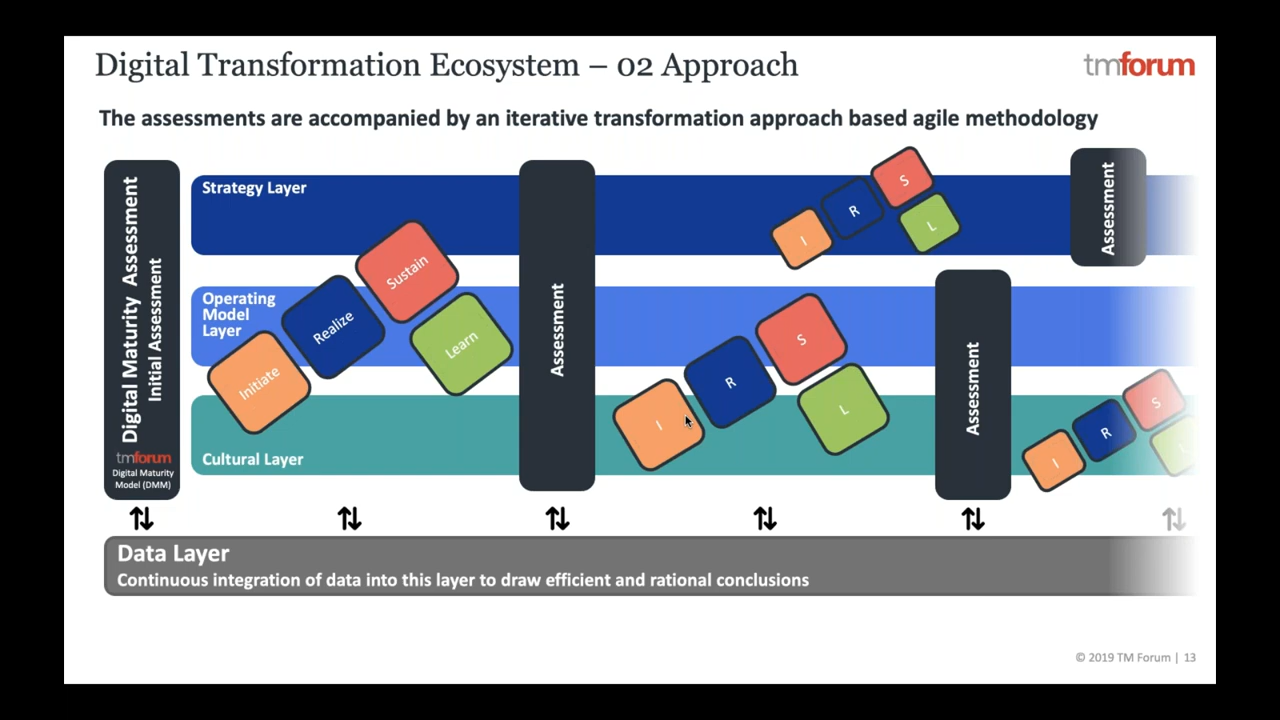 Digital Transformation Ecosystem – 02 Approach
tmforum
The assessments are accompanied by an iterative transformation approach based agile methodology
Digital Maturity Assessment
Initial Assessment
tmforum
Digital Maturity
Model (DMM)
Strategy Layer
Operating
Model
Layer
Cultural Layer
Initiate
Realize
Sustain
Learn
Assessment
I
R
S
L
I
R
S
L
Assessment
Assessment
I
R
S
L
Data Layer
Continuous integration of data into this layer to draw efficient and rational conclusions
© 2019 TM Forum | 13